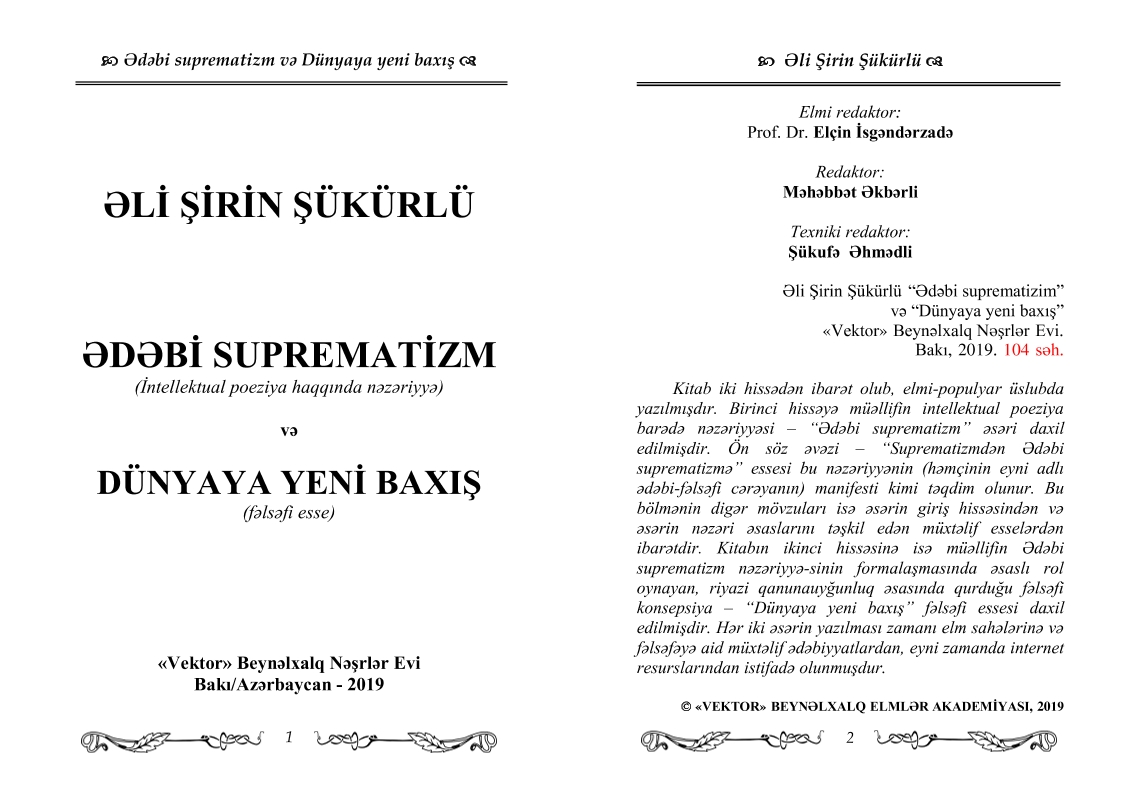 Ədəbi suprematizm və Dünyaya yeni baxış
ƏLİ ŞİRİN ŞÜKÜRLÜ
ƏDƏBİ SUPREMATİZM
(İntellektual poeziya haqqında nəzəriyyə)
və
DÜNYAYA YENİ BAXIŞ
(fəlsəfi esse)
«Vektor» Beynəlxalq Nəşrlər Evi
Bakı/Azərbaycan - 2019
1
Əli Şirin Şükürlü
Elmi redaktor:
Prof. Dr. Elçin İsgəndərzadə
Redaktor:
Məhəbbət Əkbərli
Texniki redaktor:
Şükufə Əhmədli
Əli Şirin Şükürlü “Ədəbi suprematizim”
və “Dünyaya yeni baxış”
«Vektor» Beynəlxalq Nəşrlər Evi.
Bakı, 2019. 104 səh.
Kitab iki hissədən ibarət olub, elmi-populyar üslubda
yazılmışdır. Birinci hissəyə müəllifin intellektual poeziya
barədə nəzəriyyəsi – “Ədəbi suprematizm” əsəri daxil
edilmişdir. Ön söz əvəzi – “Suprematizmdən Ədəbi
suprematizmə” essesi bu nəzəriyyənin (həmçinin eyni adlı
ədəbi-fəlsəfi cərəyanın) manifesti kimi təqdim olunur. Bu
bölmənin digər mövzuları isə əsərin giriş hissəsindən və
əsərin nəzəri əsaslarını təşkil edən müxtəlif esselərdən
ibarətdir. Kitabın ikinci hissəsinə isə müəllifin Ədəbi
suprematizm nəzəriyyə-sinin formalaşmasında əsaslı rol
oynayan, riyazi qanunauyğunluq əsasında qurduğu fəlsəfi
konsepsiya – “Dünyaya yeni baxış” fəlsəfi essesi daxil
edilmişdir. Hər iki əsərin yazılması zamanı elm sahələrinə və
fəlsəfəyə aid müxtəlif ədəbiyyatlardan, eyni zamanda internet
resurslarından istifadə olunmuşdur.
© «VEKTOR» BEYNƏLXALQ ELMLƏR AKADEMİYASI, 2019
2